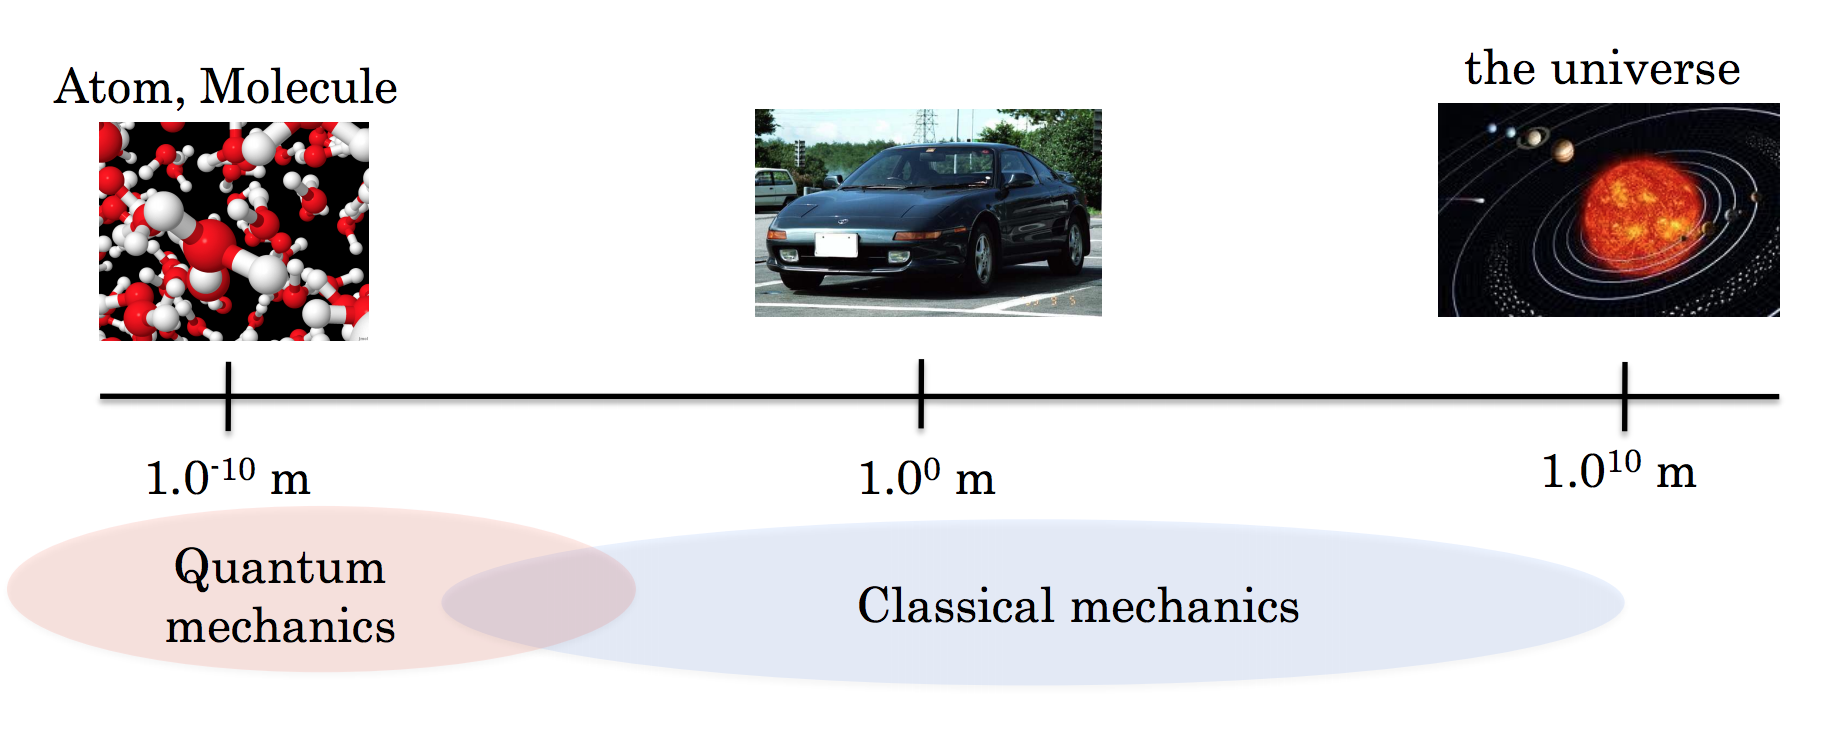 Atom, Molecule
the universe
1.0⁻¹⁰ m
1.0⁰ m
1.0¹⁰ m
Quantum
mechanics
Classical mechanics